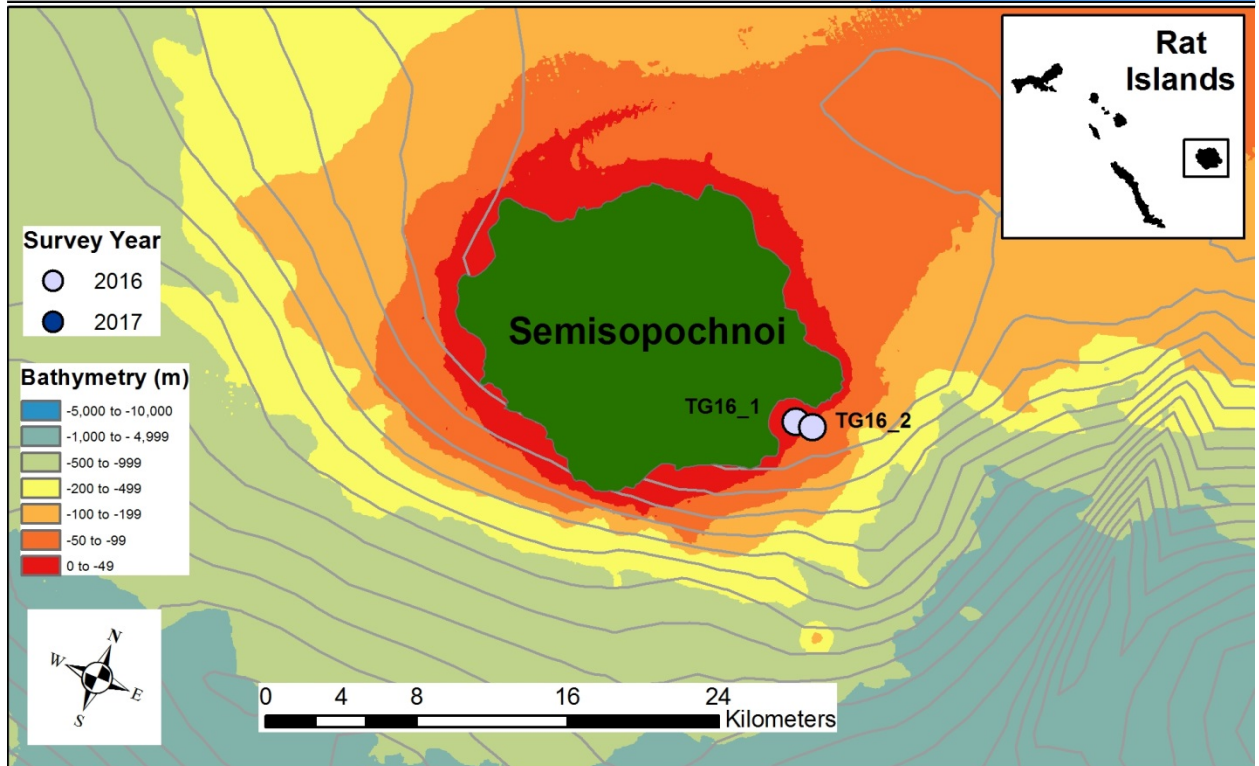 Rat
Islands
Survey Year
2016
2017
Semisopochnoi
Bathymetry (m)
-5,000 to -10,000
-1,000 to - 4,999
-500 to -999
-200 to -499
-100 to -199
-50 to -99
0 to -49
TG16_1
TG16_2
N
W
E
S
0 4 8 16 24
Kilometers